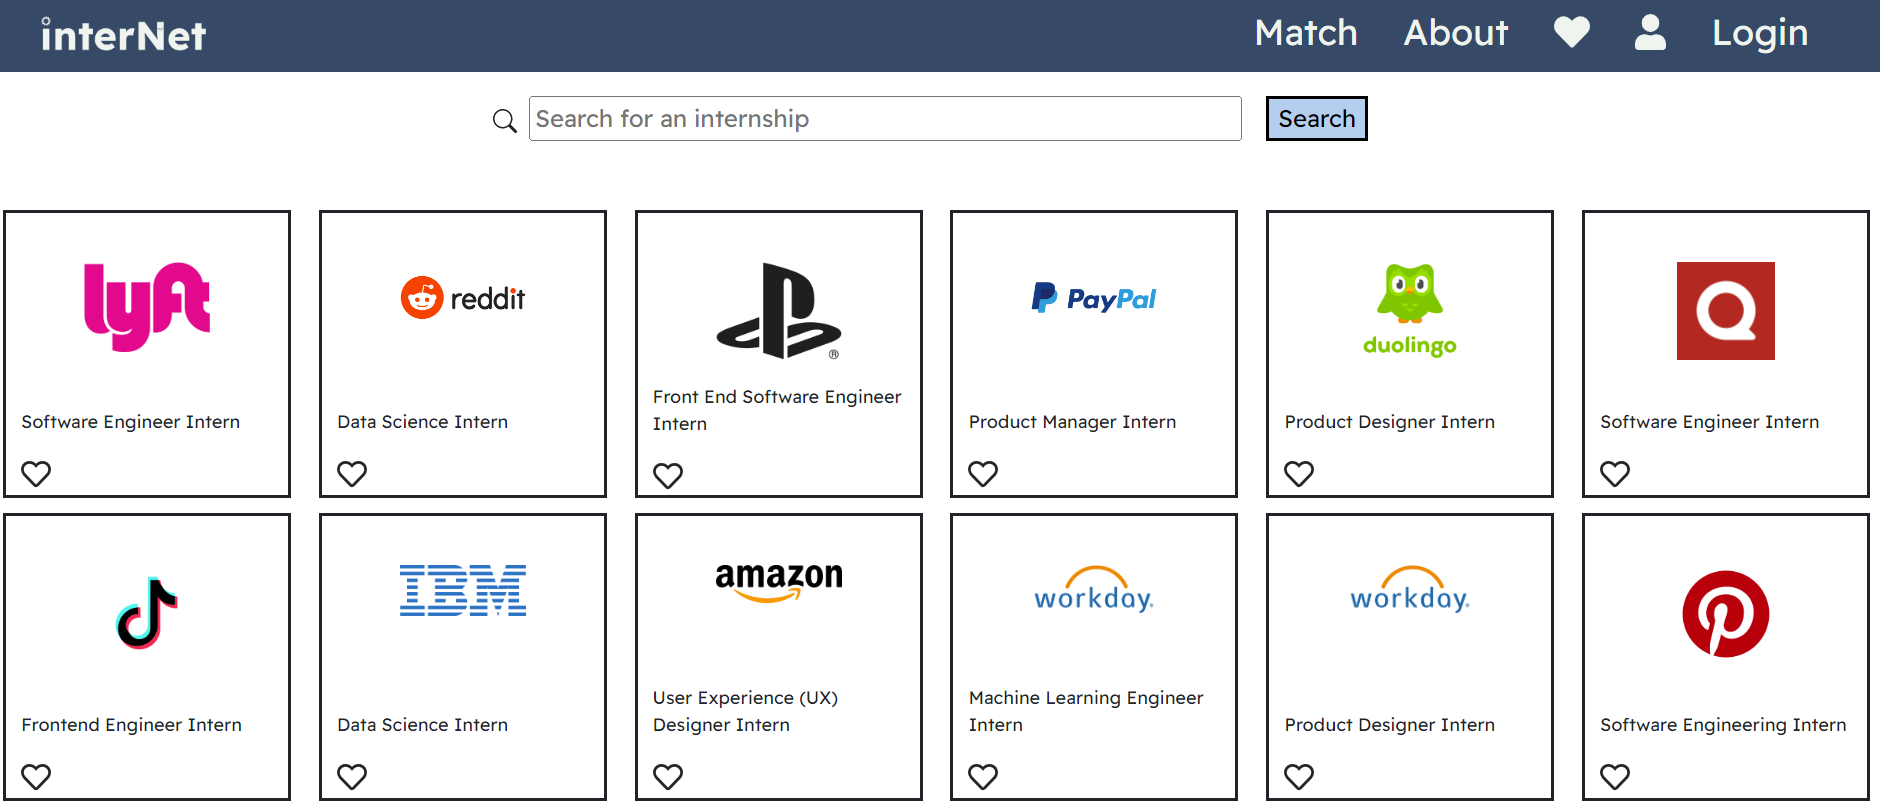 interNet
Match About Login
Search for an internship
Search
lyft
reddit
®
PayPal
duolingo
Q
Software Engineer Intern
Data Science Intern
Front End Software Engineer
Intern
Product Manager Intern
Product Designer Intern
Software Engineer Intern
IBM
amazon
workday.
workday.
Frontend Engineer Intern
Data Science Intern
User Experience (UX)
Designer Intern
Machine Learning Engineer
Intern
Product Designer Intern
Software Engineering Intern